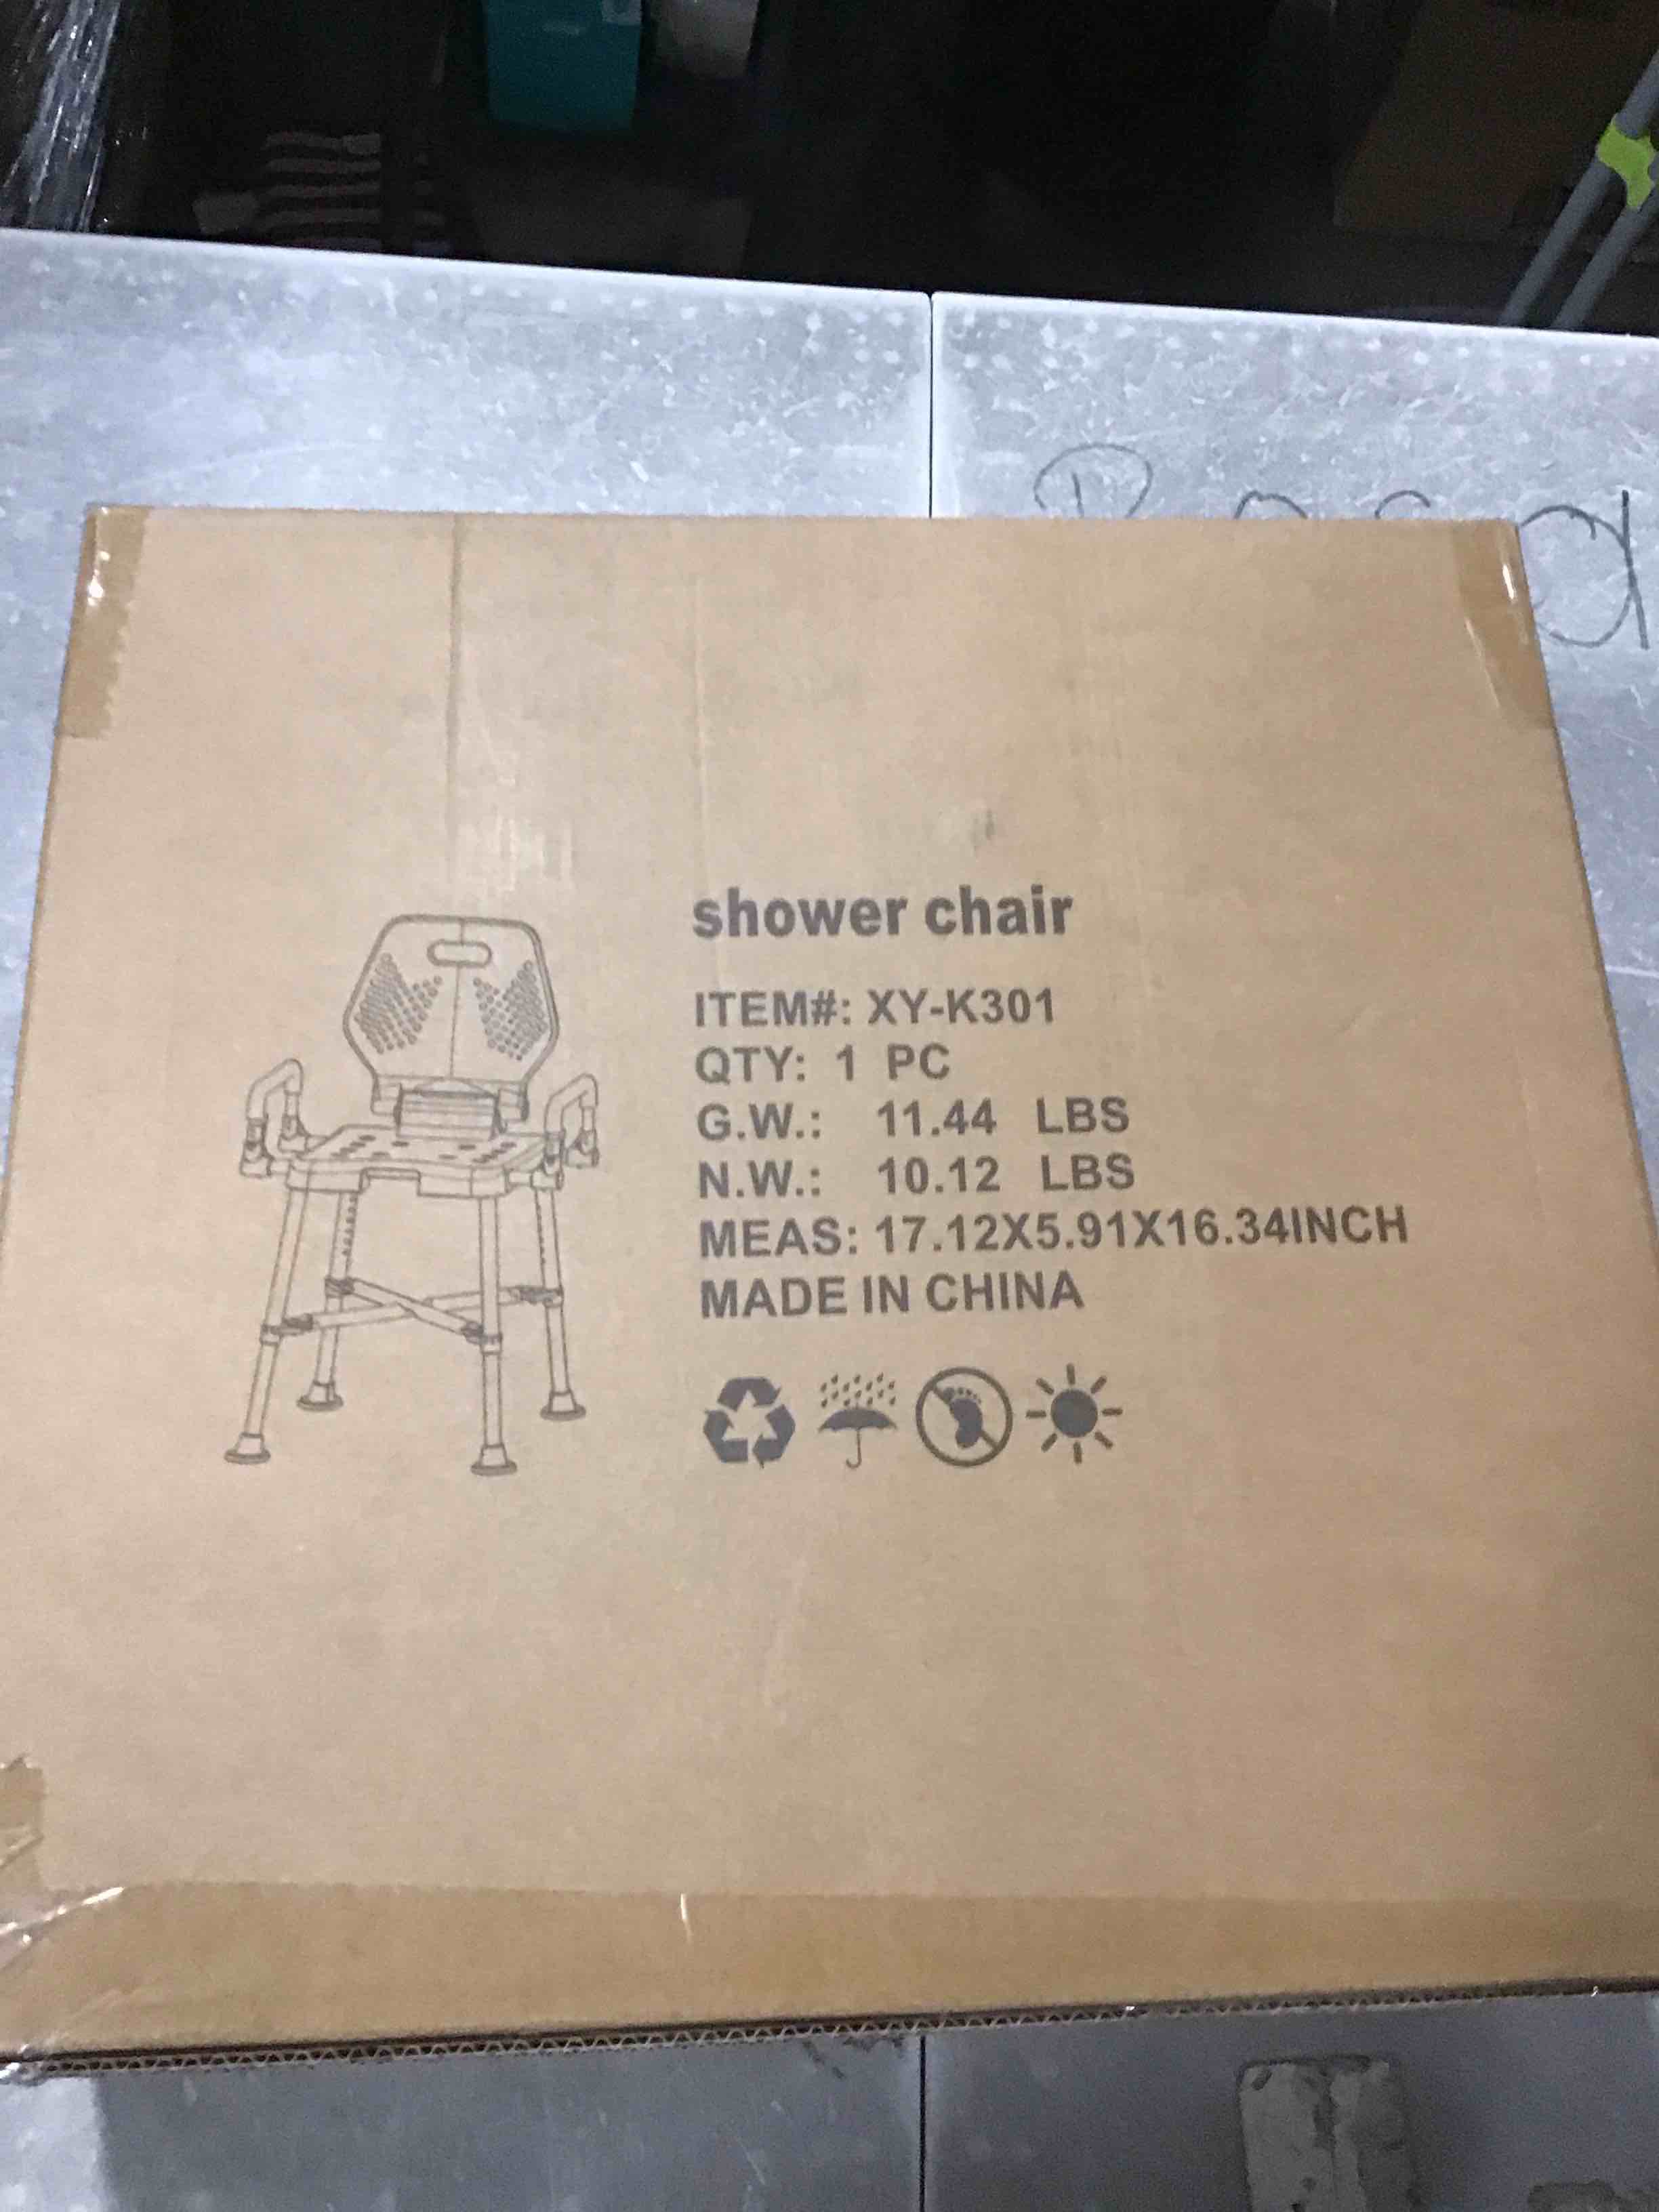 shower chair
ITEM#: XY-K301
QTY: 1 PC
G.W.: 11.44 LBS
N.W.: 10.12 LBS
MEAS: 17.12X5.91X16.34INCH
MADE IN CHINA